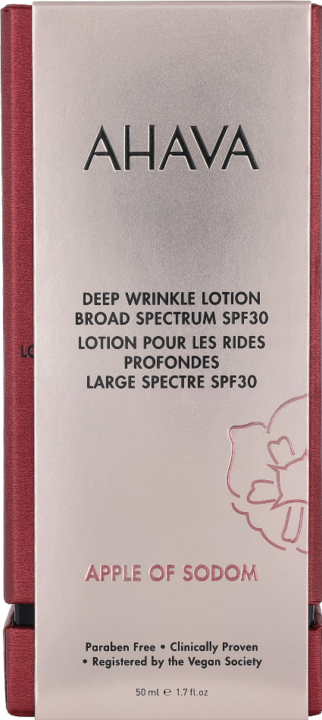 AHAVA
DEEP WRINKLE LOTION
BROAD SPECTRUM SPF30
LOTION POUR LES RIDES
PROFONDES
LARGE SPECTRE SPF30
APPLE OF SODOM
Paraben Free • Clinically Proven
• Registered by the Vegan Society
50 ml ℮ 1.7 fl.oz